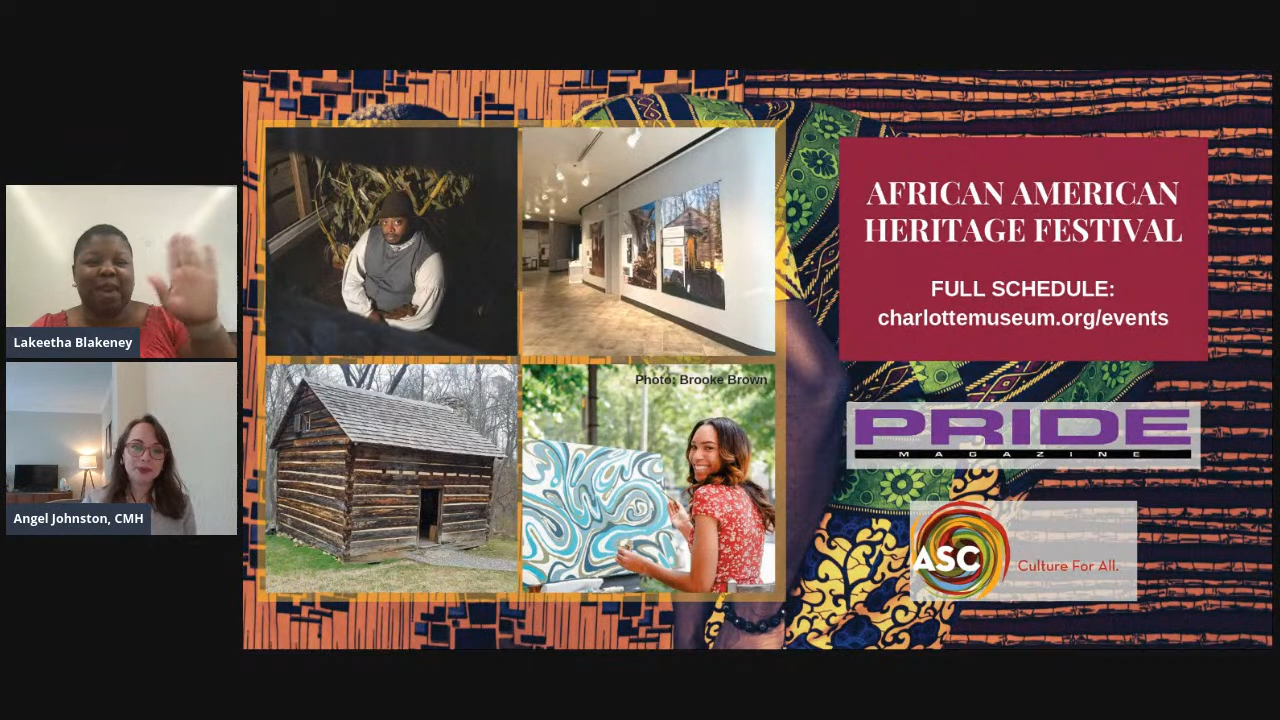 Lakeetha Blakeney
Angel Johnston, CMH
Photo: Brooke Brown
AFRICAN AMERICAN
HERITAGE FESTIVAL
FULL SCHEDULE:
charlottemuseum.org/events
PRIDE
MAGAZINE
ASC
Culture For All.